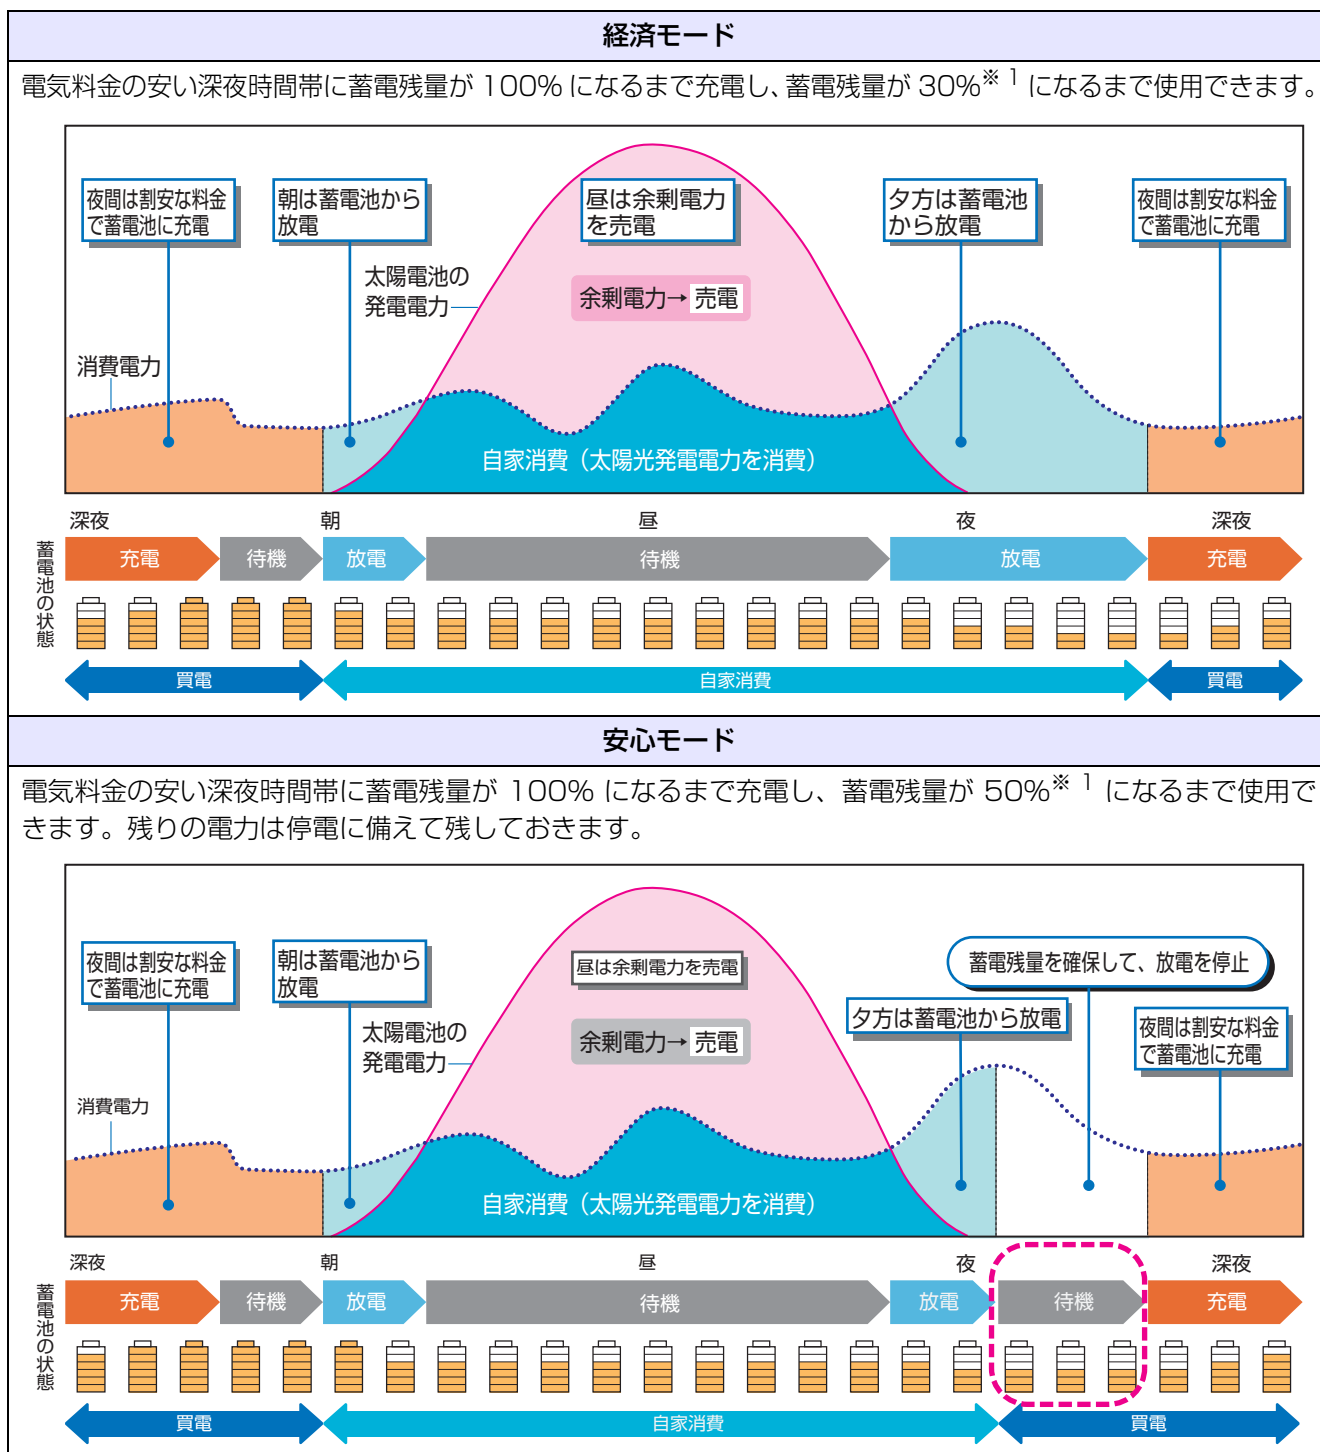 経済モード
電気料金の安い深夜時間帯に蓄電残量が 100% になるまで充電し、蓄電残量が 30%※1 になるまで使用できます。
夜間は割安な料金
で蓄電池に充電
朝は蓄電池から
放電
昼は余剰電力
を売電
夕方は蓄電池
から放電
夜間は割安な料金
で蓄電池に充電
太陽電池の
発電電力
余剰電力→ 売電
消費電力
自家消費（太陽光発電電力を消費）
深夜 朝 昼 夜 深夜
蓄電池の状態
充電 待機 放電 待機 放電 充電
買電 自家消費 買電
安心モード
電気料金の安い深夜時間帯に蓄電残量が 100% になるまで充電し、蓄電残量が 50%※1 になるまで使用で
きます。残りの電力は停電に備えて残しておきます。
夜間は割安な料金
で蓄電池に充電
朝は蓄電池から
放電
昼は余剰電力を売電
蓄電残量を確保して、放電を停止
夕方は蓄電池から放電
夜間は割安な料金
で蓄電池に充電
太陽電池の
発電電力
余剰電力→ 売電
消費電力
自家消費（太陽光発電電力を消費）
深夜 朝 昼 夜 深夜
蓄電池の状態
充電 待機 放電 待機 放電 待機 充電
買電 自家消費 買電